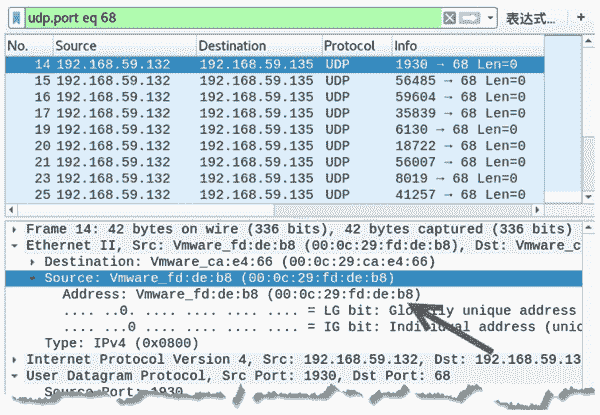 udp.port eq 68 表达式... +
No. Source Destination Protocol Info
14 192.168.59.132 192.168.59.135 UDP 1930 → 68 Len=0
15 192.168.59.132 192.168.59.135 UDP 56485 → 68 Len=0
16 192.168.59.132 192.168.59.135 UDP 59604 → 68 Len=0
17 192.168.59.132 192.168.59.135 UDP 35839 → 68 Len=0
19 192.168.59.132 192.168.59.135 UDP 6130 → 68 Len=0
20 192.168.59.132 192.168.59.135 UDP 18722 → 68 Len=0
21 192.168.59.132 192.168.59.135 UDP 56007 → 68 Len=0
23 192.168.59.132 192.168.59.135 UDP 8019 → 68 Len=0
25 192.168.59.132 192.168.59.135 UDP 41257 → 68 Len=0
Frame 14: 42 bytes on wire (336 bits), 42 bytes captured (336 bits)
Ethernet II, Src: Vmware_fd:de:b8 (00:0c:29:fd:de:b8), Dst: Vmware_c
Destination: Vmware_ca:e4:66 (00:0c:29:ca:e4:66)
Source: Vmware_fd:de:b8 (00:0c:29:fd:de:b8)
Address: Vmware_fd:de:b8 (00:0c:29:fd:de:b8)
.... ..0. .... .... .... .... = LG bit: Globally unique address
.... ...0 .... .... .... .... = IG bit: Individual address (unic
Type: IPv4 (0x0800)
Internet Protocol Version 4, Src: 192.168.59.132, Dst: 192.168.59.13
User Datagram Protocol, Src Port: 1930, Dst Port: 68
Source Port: 1930